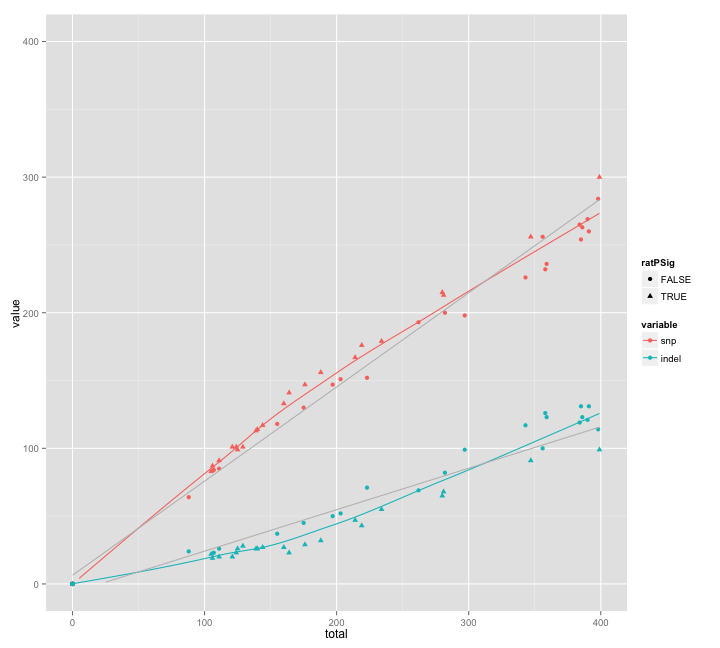 400
300
200
100
0
value
0
100
200
300
400
total
ratPSig
FALSE
TRUE
variable
snp
indel